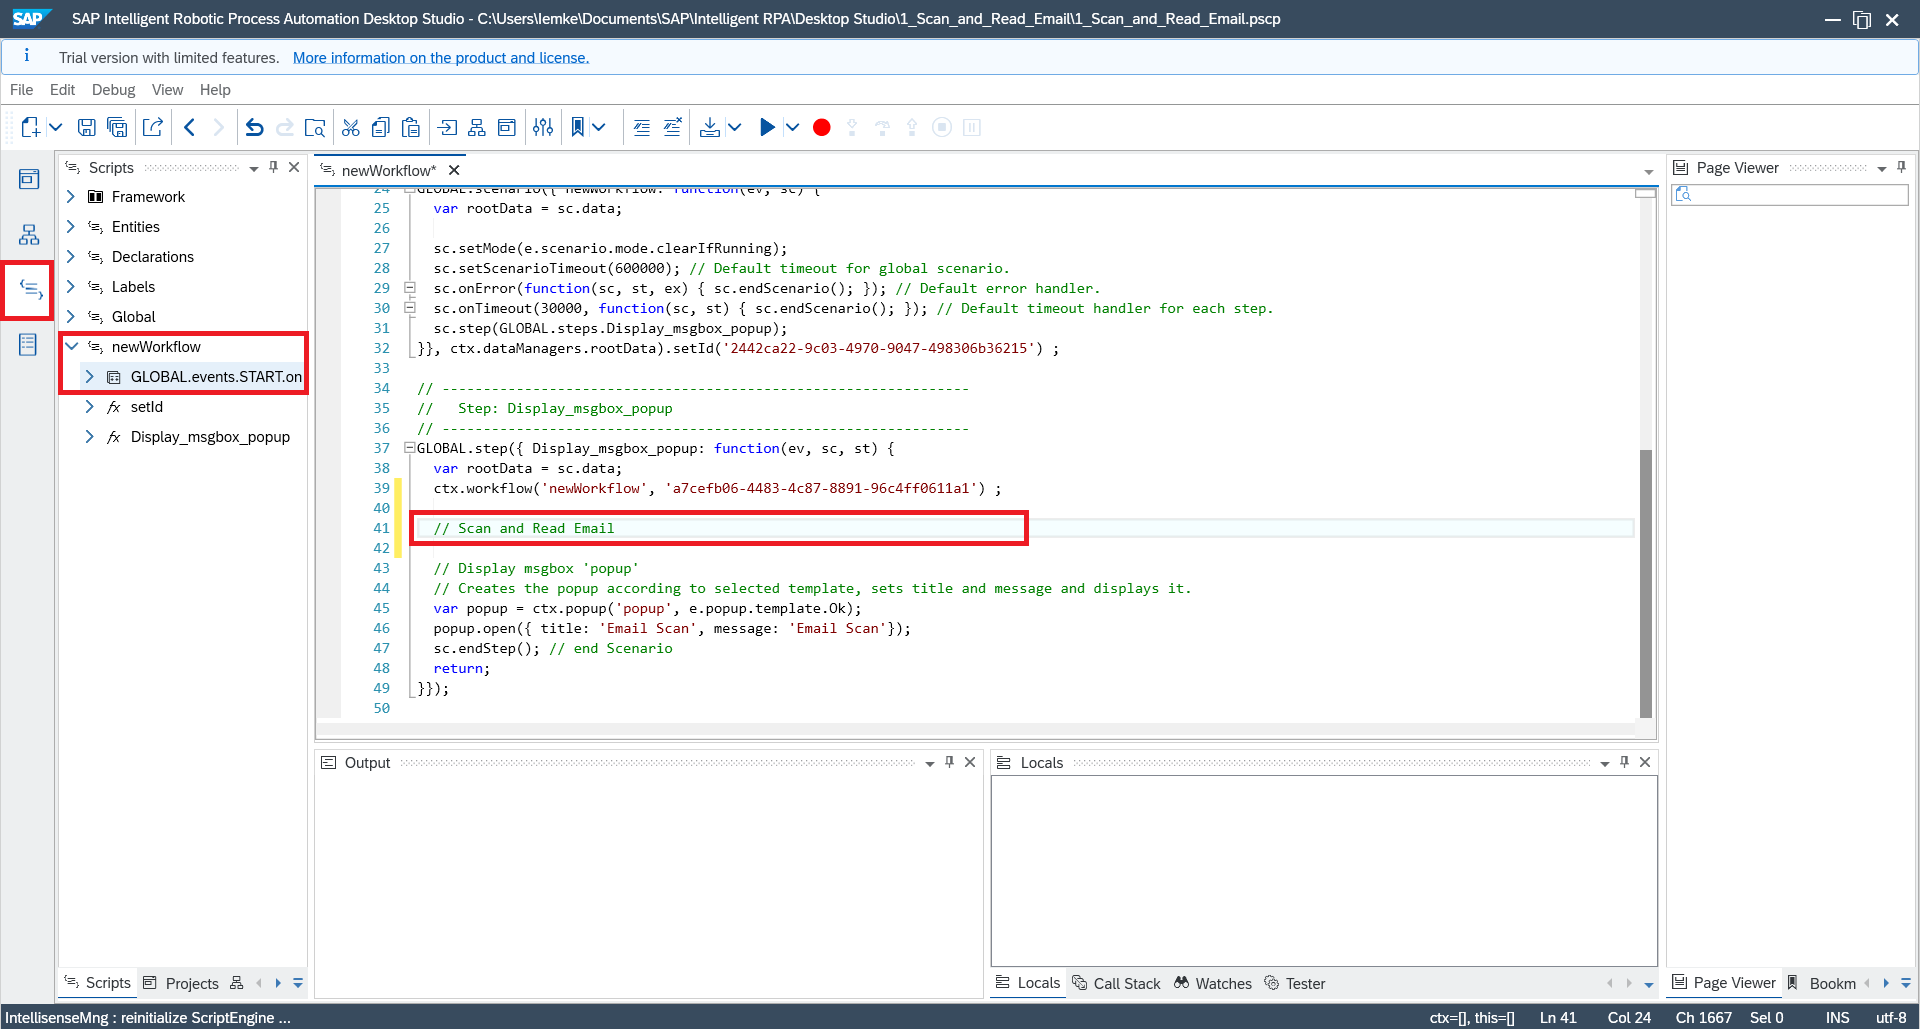 SAP SAP Intelligent Robotic Process Automation Desktop Studio - C:\Users\lemke\Documents\SAP\Intelligent RPA\Desktop Studio\1_Scan_and_Read_Email\1_Scan_and_Read_Email.pscp
i Trial version with limited features. More information on the product and license.
File Edit Debug View Help
Scripts
Framework
Entities
Declarations
Labels
Global
newWorkflow
GLOBAL.events.START.on
setId
Display_msgbox_popup
Scripts Projects
newWorkflow*
24 GLOBAL.scenario({ newWorkflow: function(ev, sc) {
25 var rootData = sc.data;
26
27 sc.setMode(e.scenario.mode.clearIfRunning);
28 sc.setScenarioTimeout(600000); // Default timeout for global scenario.
29 sc.onError(function(sc, st, ex) { sc.endScenario(); }); // Default error handler.
30 sc.onTimeout(30000, function(sc, st) { sc.endScenario(); }); // Default timeout handler for each step.
31 sc.step(GLOBAL.steps.Display_msgbox_popup);
32 }}, ctx.dataManagers.rootData).setId('2442ca22-9c03-4970-9047-498306b36215') ;
33
34 // ----------------------------------------------------------------
35 //   Step: Display_msgbox_popup
36 // ----------------------------------------------------------------
37 GLOBAL.step({ Display_msgbox_popup: function(ev, sc, st) {
38 var rootData = sc.data;
39 ctx.workflow('newWorkflow', 'a7cefb06-4483-4c87-8891-96c4ff0611a1') ;
40
41 // Scan and Read Email
42
43 // Display msgbox 'popup'
44 // Creates the popup according to selected template, sets title and message and displays it.
45 var popup = ctx.popup('popup', e.popup.template.Ok);
46 popup.open({ title: 'Email Scan', message: 'Email Scan'});
47 sc.endStep(); // end Scenario
48 return;
49 }});
50
Output
Locals
Locals Call Stack Watches Tester
Page Viewer
Page Viewer Bookm
IntellisenseMng : reinitialize ScriptEngine ... ctx=[], this=[] Ln 41 Col 24 Ch 1667 Sel 0 INS utf-8